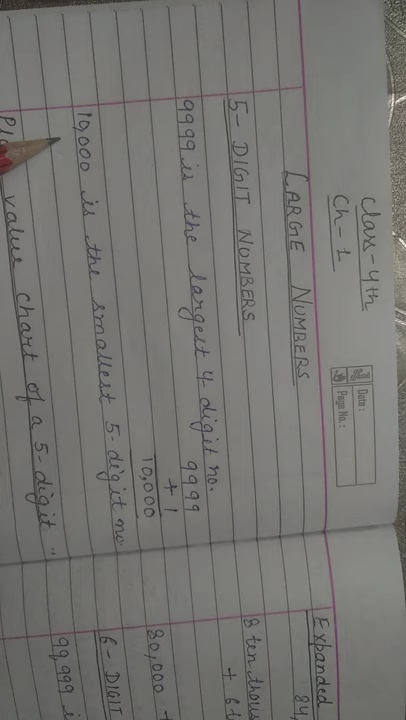 Class-4th
Ch-1
Date:
Page No.:
LARGE NUMBERS
5-DIGIT NUMBERS
9999 is the largest 4 digit no.
9999
+ 1
10,000
10,000 is the smallest 5-digit no.
value chart of a 5-digit
Expanded
84,
8 ten thou
+ 6t
80,000 +
6-DIGIT
99,999 i